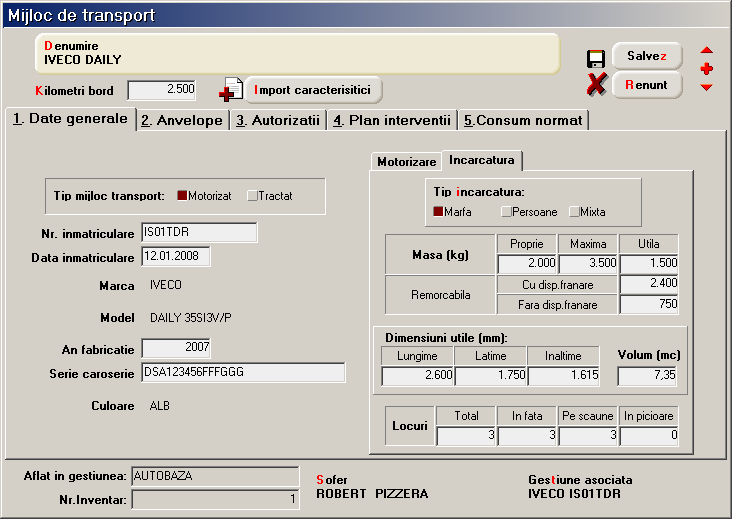 Mijloc de transport
Denumire
IVECO DAILY
Salvez
Kilometri bord 2.500 Import caracterisitici
Renunt
1. Date generale 2. Anvelope 3. Autorizatii 4. Plan interventii 5.Consum normat
Motorizare Incarcatura
Tip mijloc transport: Motorizat Tractat
Tip incarcatura:
Marfa Persoane Mixta
Nr. inmatriculare IS01TDR
Data inmatriculare 12.01.2008
Marca IVECO
Model DAILY 35SI3V/P
An fabricatie 2007
Serie caroserie DSA123456FFFGGG
Culoare ALB
Masa (kg) Proprie Maxima Utila
2.000 3.500 1.500
Remorcabila Cu disp.franare 2.400
Fara disp.franare 750
Dimensiuni utile (mm):
Lungime Latime Inaltime Volum (mc)
2.600 1.750 1.615 7,35
Locuri Total In fata Pe scaune In picioare
3 3 3 0
Aflat in gestiunea: AUTOBAZA
Nr.Inventar: 1
Sofer
ROBERT PIZZERA
Gestiune asociata
IVECO IS01TDR